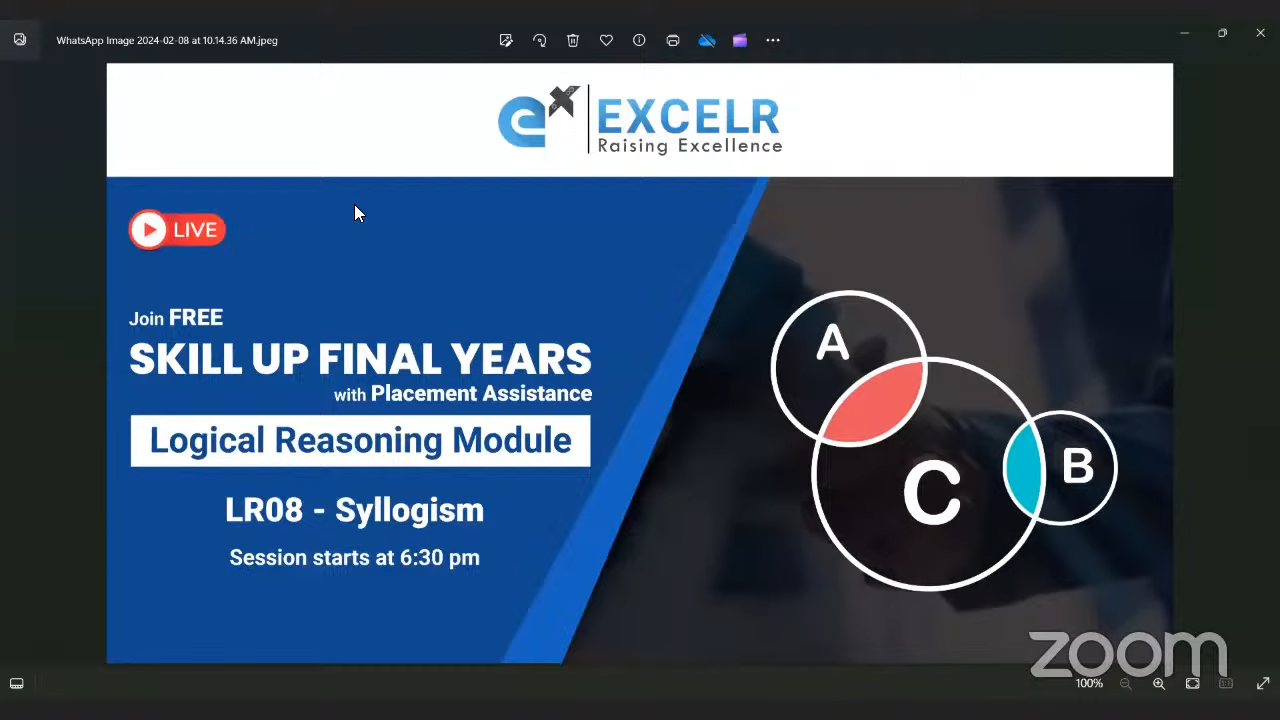 WhatsApp Image 2024-02-08 at 10.14.36 AM.jpeg
ex EXCELR
Raising Excellence
LIVE
Join FREE
SKILL UP FINAL YEARS
with Placement Assistance
Logical Reasoning Module
LR08 - Syllogism
Session starts at 6:30 pm
A
B
C
zoom
100%